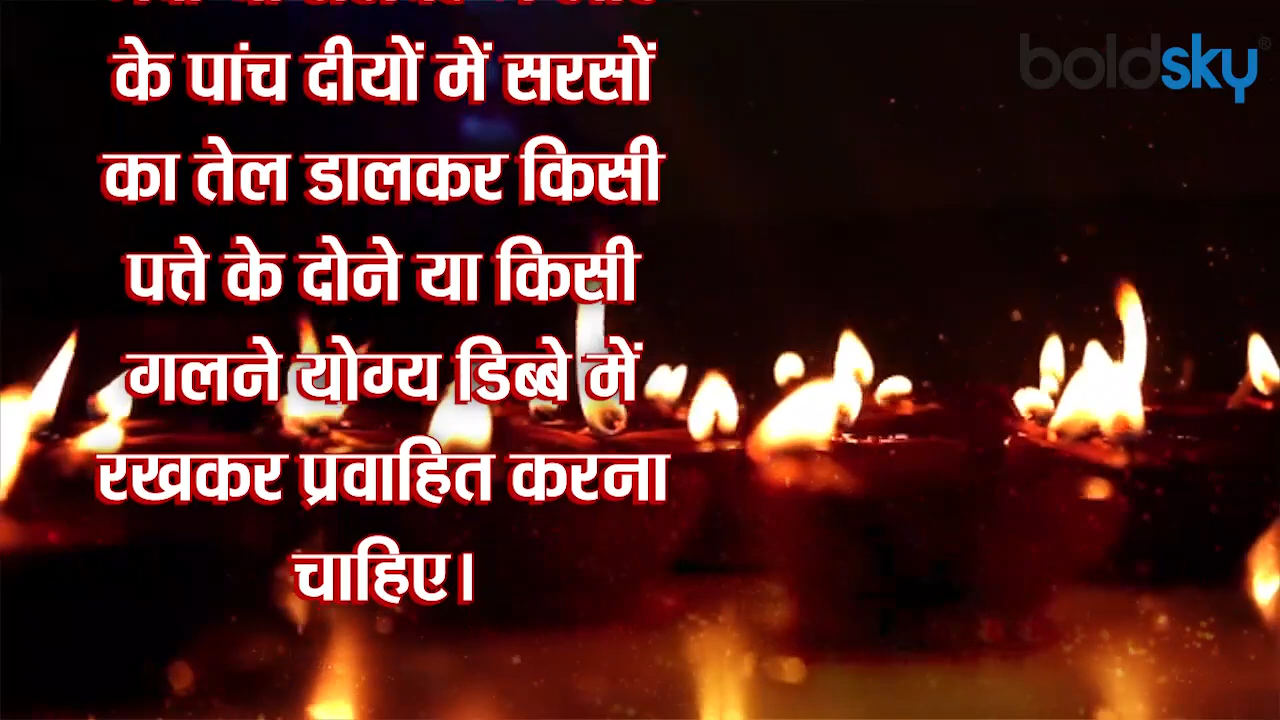 के पांच दीयों में सरसों
का तेल डालकर किसी
पत्ते के दोने या किसी
गलने योग्य डिब्बे में
रखकर प्रवाहित करना
चाहिए।
boldsky®